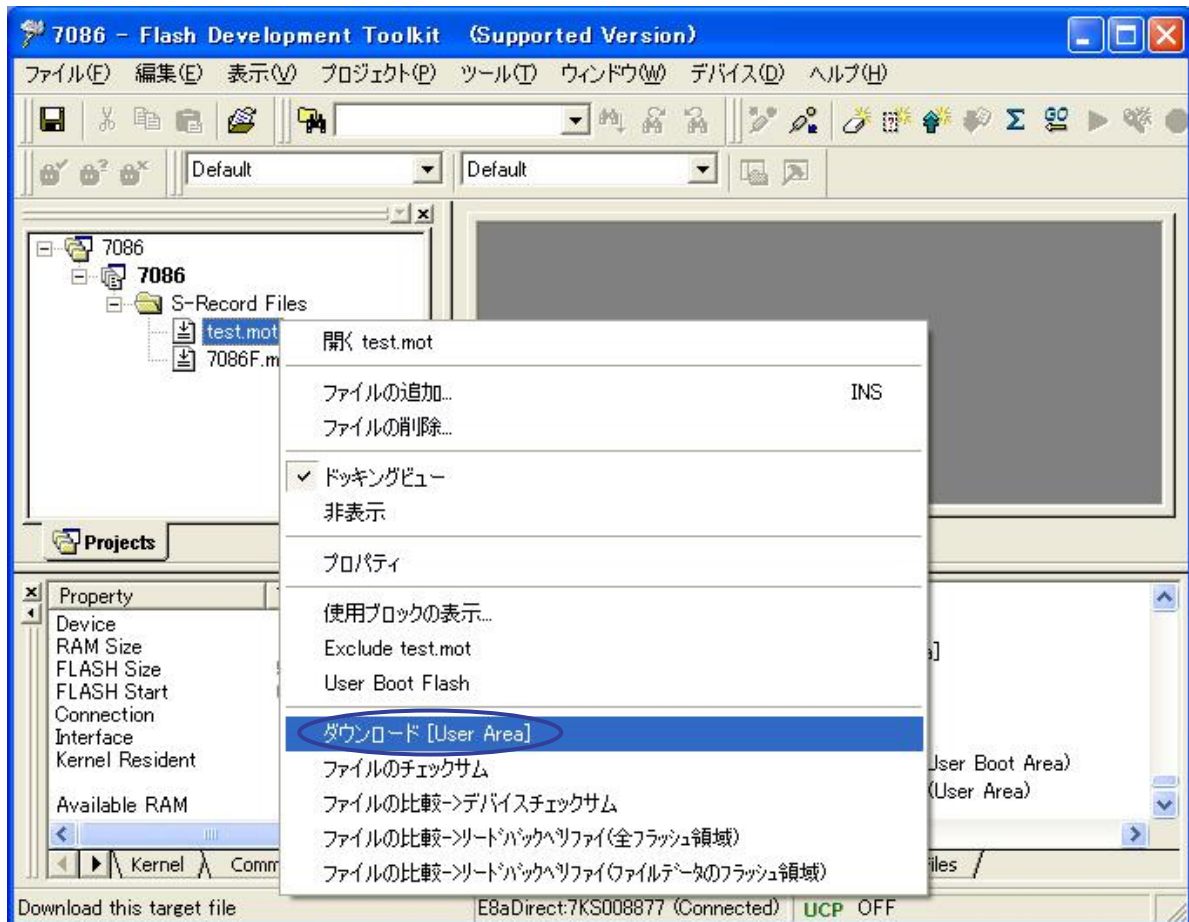 7086 - Flash Development Toolkit (Supported Version)
ファイル(F) 編集(E) 表示(V) プロジェクト(P) ツール(T) ウィンドウ(W) デバイス(D) ヘルプ(H)
Σ GO
Default Default
7086
7086
S-Record Files
test.mot
7086F.m
開く test.mot
ファイルの追加... INS
ファイルの削除...
ドッキングビュー
非表示
プロパティ
使用ブロックの表示...
Exclude test.mot
User Boot Flash
ダウンロード [User Area]
ファイルのチェックサム
ファイルの比較->デバイスチェックサム
ファイルの比較->リードバックベリファイ(全フラッシュ領域)
ファイルの比較->リードバックベリファイ(ファイルデータのフラッシュ領域)
Projects
Property
Device
RAM Size
FLASH Size
FLASH Start
Connection
Interface
Kernel Resident
Available RAM
]
User Boot Area)
(User Area)
Kernel Comm
Files
Download this target file E8aDirect:7KS008877 (Connected) UCP OFF